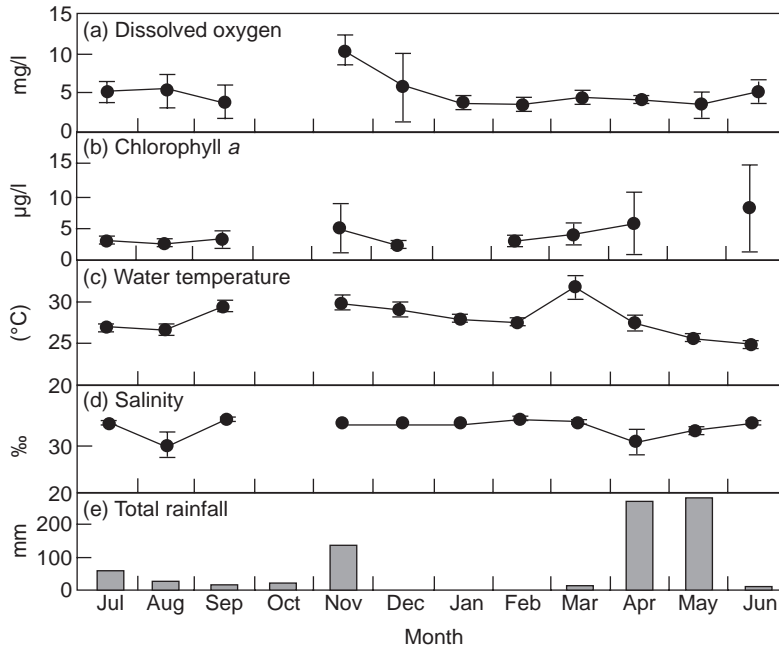 (a) Dissolved oxygen
mg/l
15
10
5
0
(b) Chlorophyll a
µg/l
15
10
5
0
(c) Water temperature
(°C)
30
25
20
(d) Salinity
‰
30
20
(e) Total rainfall
mm
200
100
0
Jul Aug Sep Oct Nov Dec Jan Feb Mar Apr May Jun
Month